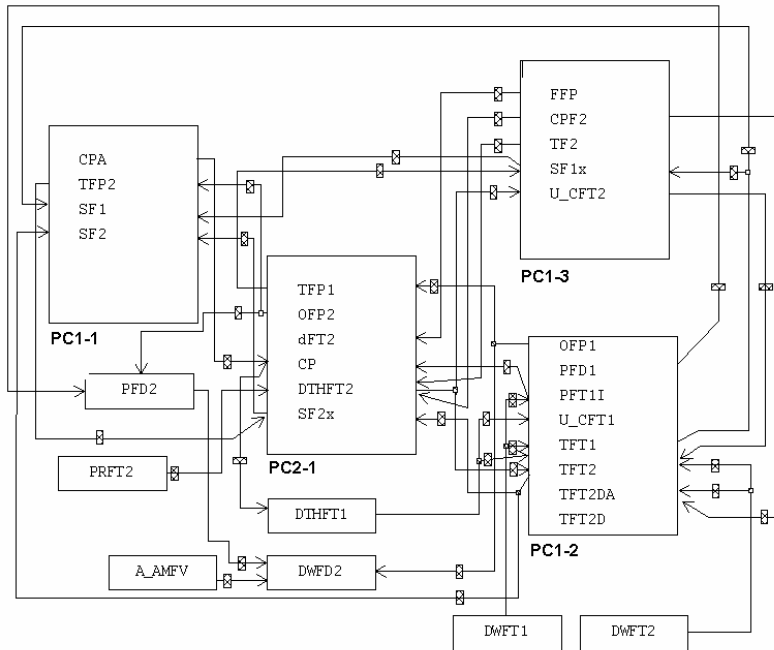 FFP
CPF2
TF2
SF1x
U_CFT2
PC1-3
CPA
TFP2
SF1
SF2
PC1-1
TFP1
OFP2
dFT2
CP
DTHFT2
SF2x
PC2-1
OFP1
PFD1
PFT1I
U_CFT1
TFT1
TFT2
TFT2DA
TFT2D
PC1-2
PFD2
PRFT2
DTHFT1
A_AMFV
DWFD2
DWFT1
DWFT2